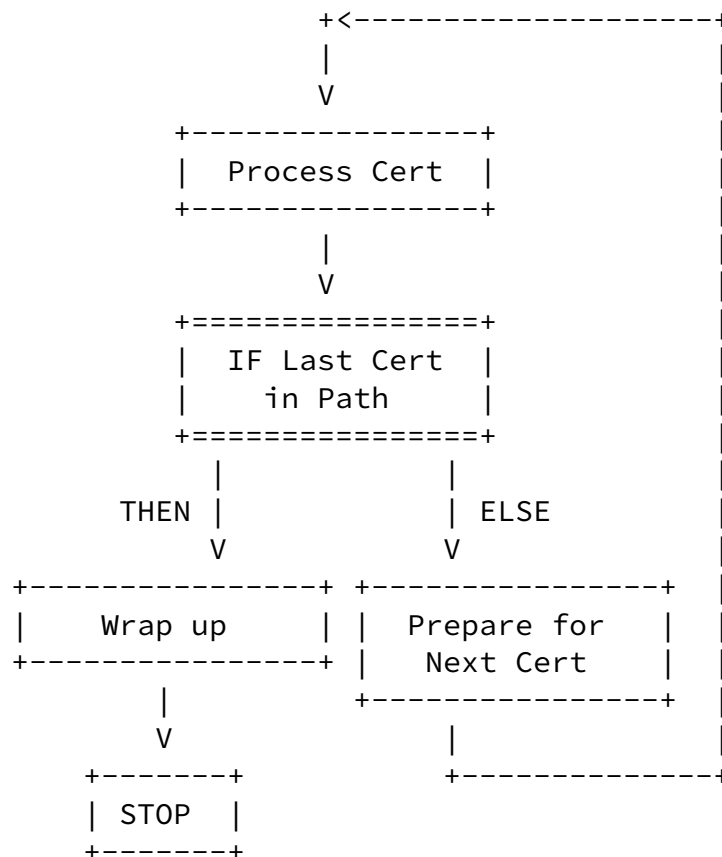 Process Cert
IF Last Cert
in Path
THEN
ELSE
Wrap up
Prepare for
Next Cert
STOP